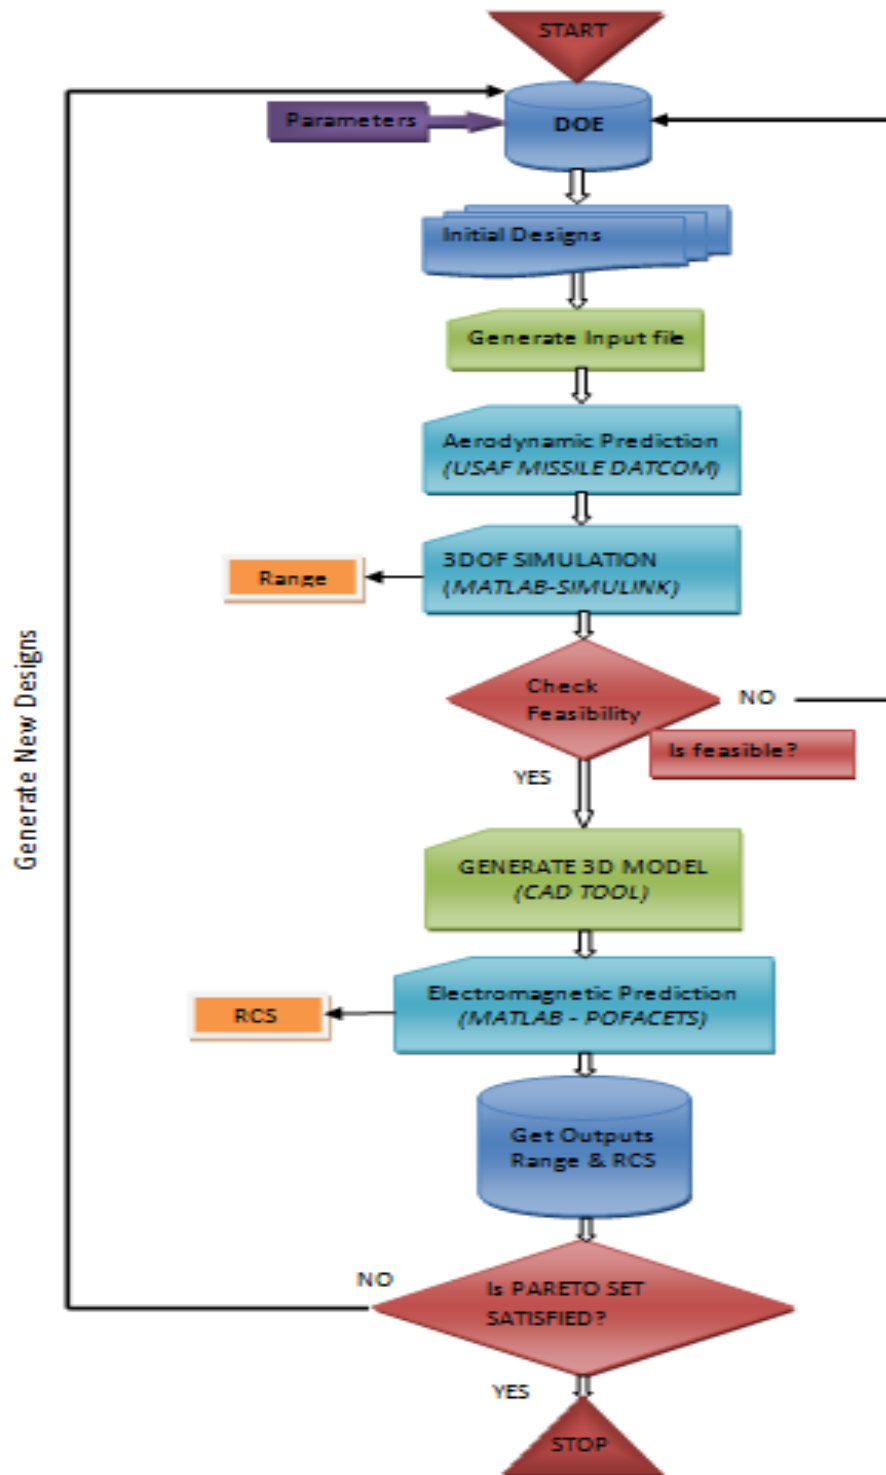 START
Parameters
DOE
Initial Designs
Generate Input file
Aerodynamic Prediction
(USAF MISSILE DATCOM)
3DOF SIMULATION
(MATLAB-SIMULINK)
Range
Check
Feasibility
NO
Is feasible?
YES
Generate New Designs
GENERATE 3D MODEL
(CAD TOOL)
Electromagnetic Prediction
(MATLAB - POFACETS)
RCS
Get Outputs
Range & RCS
NO
Is PARETO SET
SATISFIED?
YES
STOP